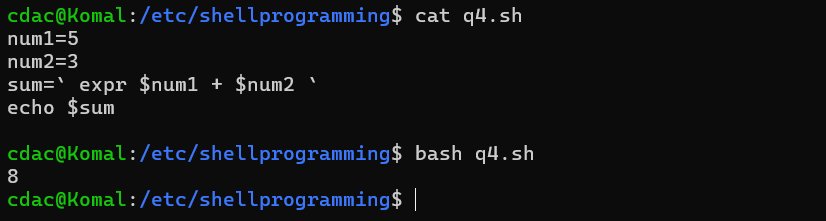 cdac@Komal:/etc/shellprogramming$ cat q4.sh
num1=5
num2=3
sum=` expr $num1 + $num2 `
echo $sum
cdac@Komal:/etc/shellprogramming$ bash q4.sh
8
cdac@Komal:/etc/shellprogramming$